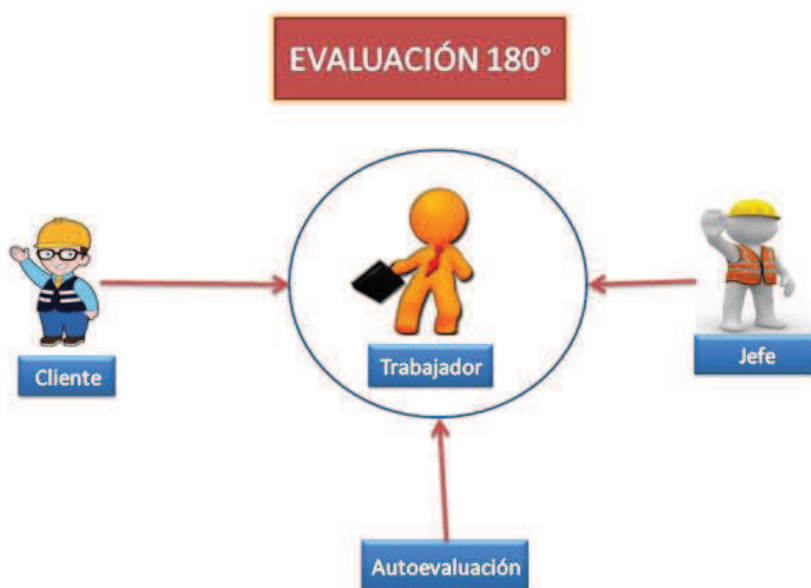 EVALUACIÓN 180°
Cliente
Trabajador
Jefe
Autoevaluación